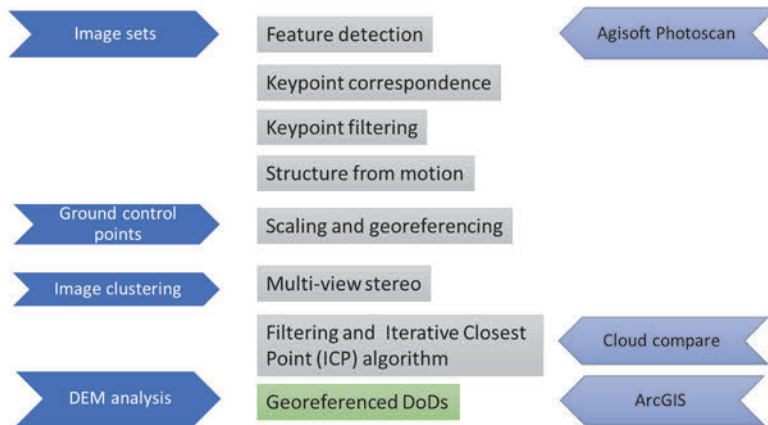 Image sets
Feature detection
Agisoft Photoscan
Keypoint correspondence
Keypoint filtering
Structure from motion
Ground control
points
Scaling and georeferencing
Image clustering
Multi-view stereo
Filtering and Iterative Closest
Point (ICP) algorithm
Cloud compare
DEM analysis
Georeferenced DoDs
ArcGIS